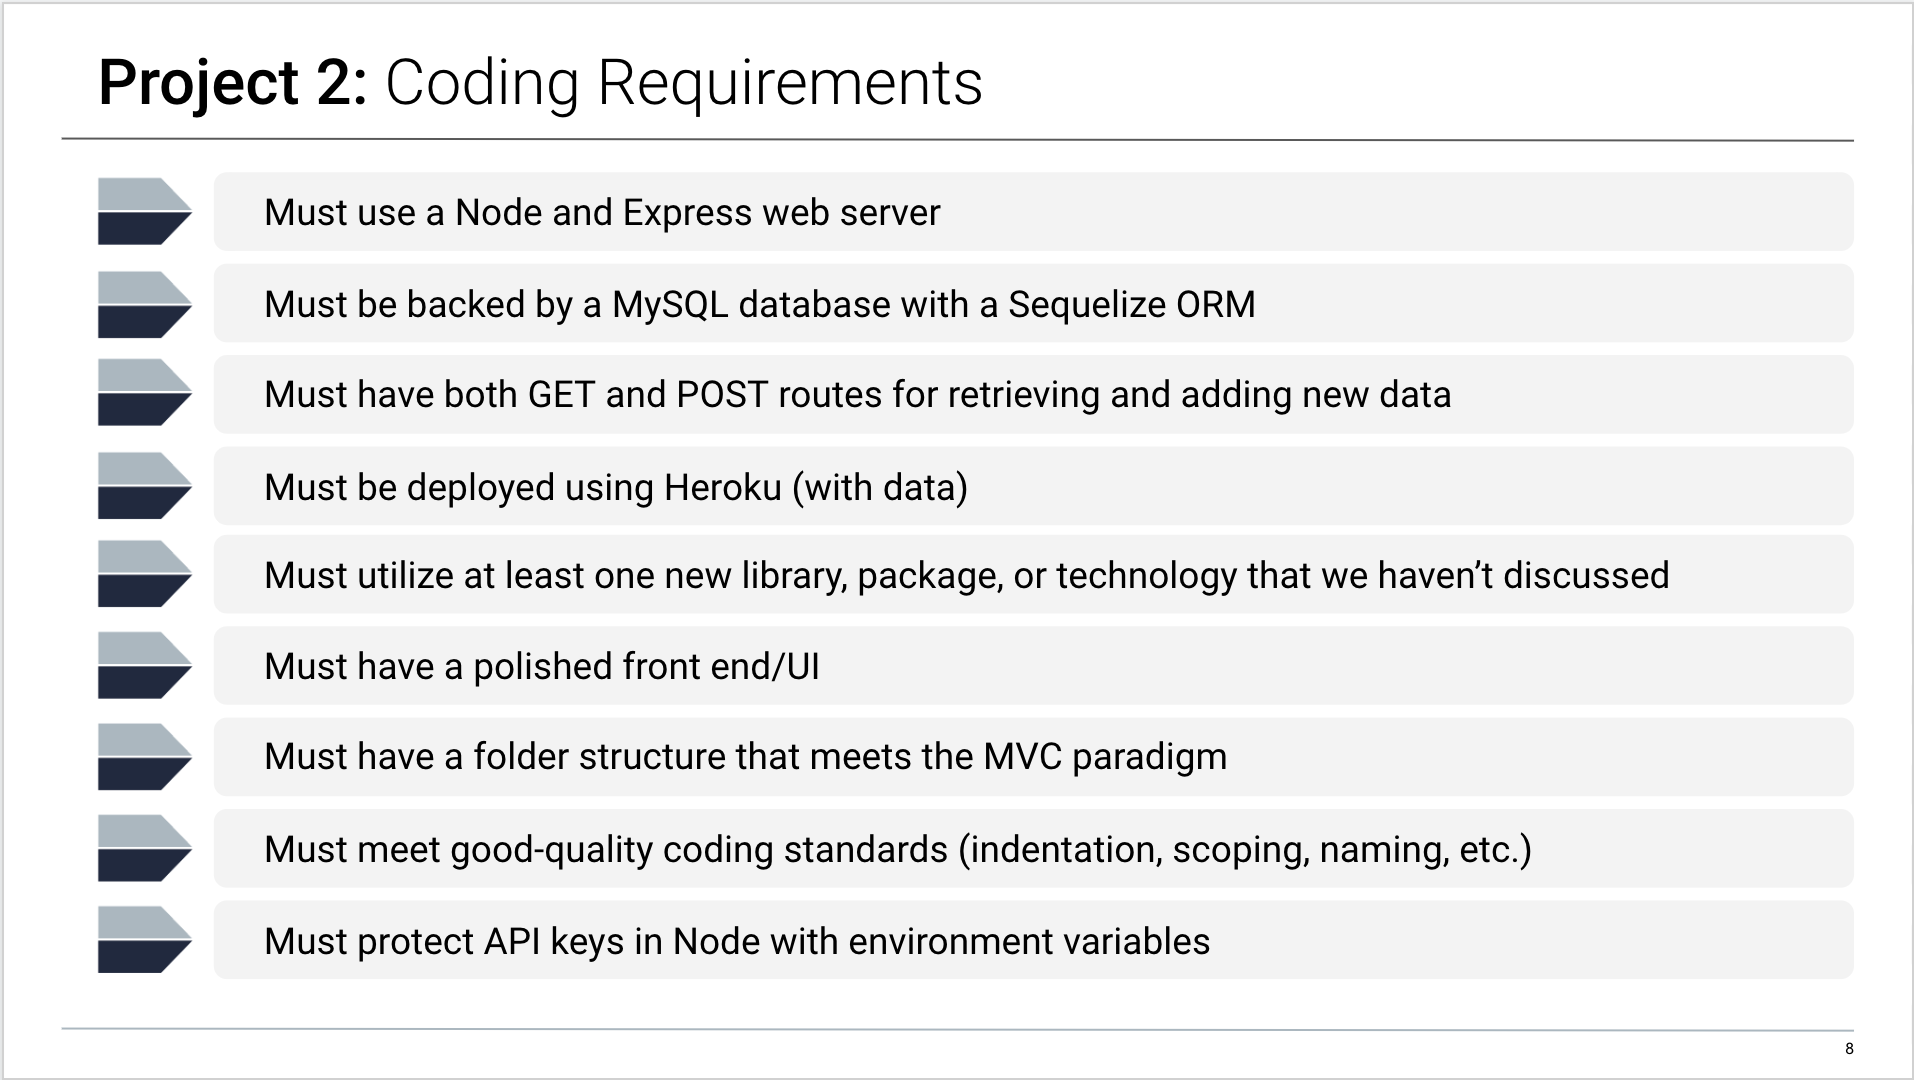 Project 2: Coding Requirements
Must use a Node and Express web server
Must be backed by a MySQL database with a Sequelize ORM
Must have both GET and POST routes for retrieving and adding new data
Must be deployed using Heroku (with data)
Must utilize at least one new library, package, or technology that we haven’t discussed
Must have a polished front end/UI
Must have a folder structure that meets the MVC paradigm
Must meet good-quality coding standards (indentation, scoping, naming, etc.)
Must protect API keys in Node with environment variables
8